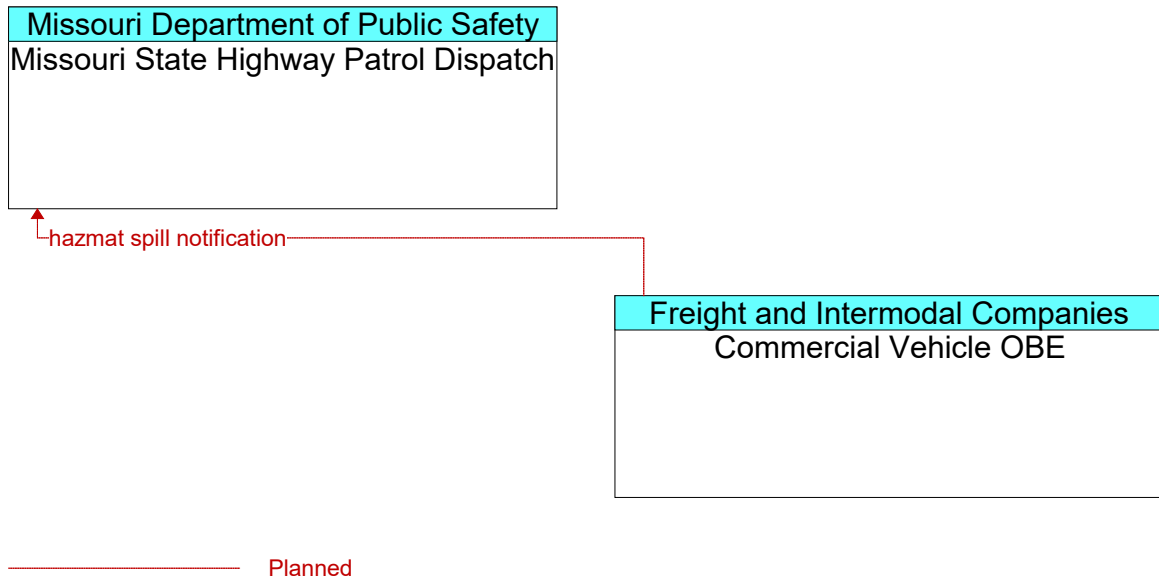 Missouri Department of Public Safety
Missouri State Highway Patrol Dispatch
hazmat spill notification
Freight and Intermodal Companies
Commercial Vehicle OBE
Planned